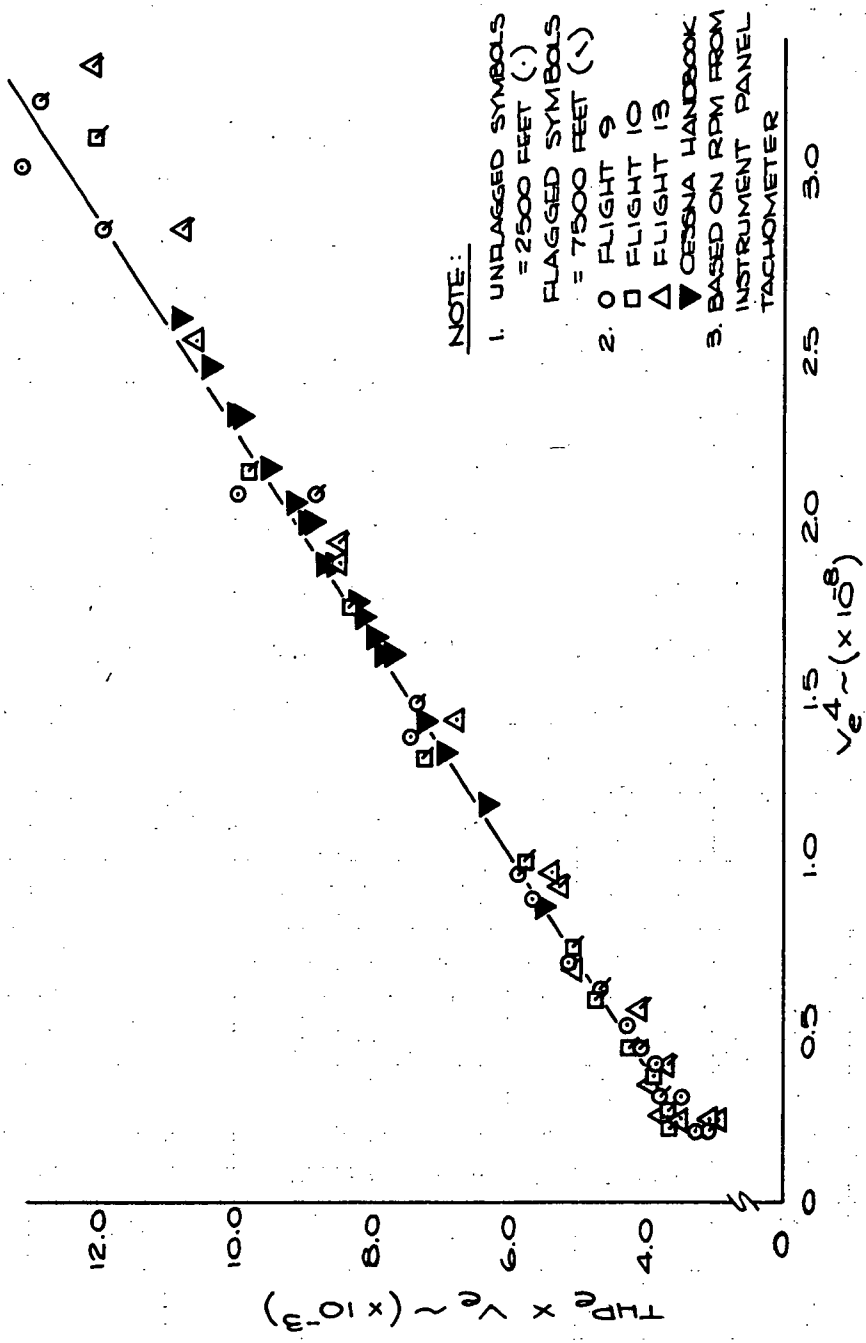 THPe x Ve ~ (x 10^-3)
12.0
10.0
8.0
6.0
4.0
0
0
0.5
1.0
1.5
2.0
2.5
3.0
Ve^4 ~ (x 10^-8)
NOTE:
1. UNFLAGGED SYMBOLS
= 2500 FEET (·)
FLAGGED SYMBOLS
= 7500 FEET (\)
2. ○ FLIGHT 9
□ FLIGHT 10
△ FLIGHT 13
▼ CESSNA HANDBOOK
3. BASED ON RPM FROM
INSTRUMENT PANEL
TACHOMETER